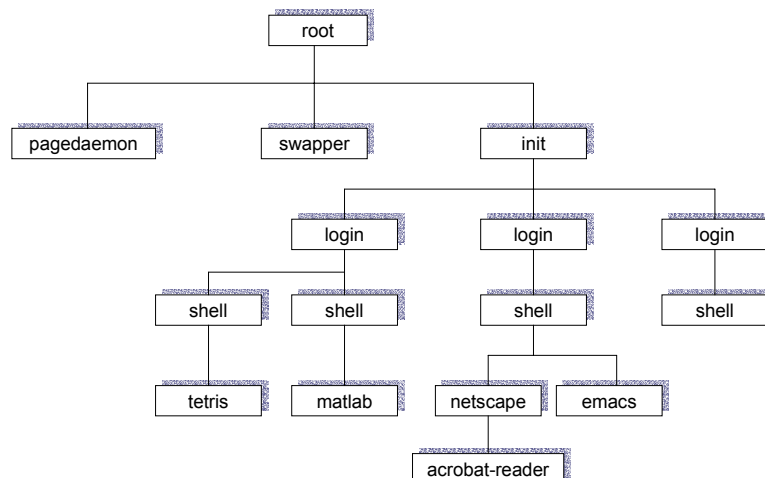 root
pagedaemon
swapper
init
login
login
login
shell
shell
shell
shell
tetris
matlab
netscape
emacs
acrobat-reader